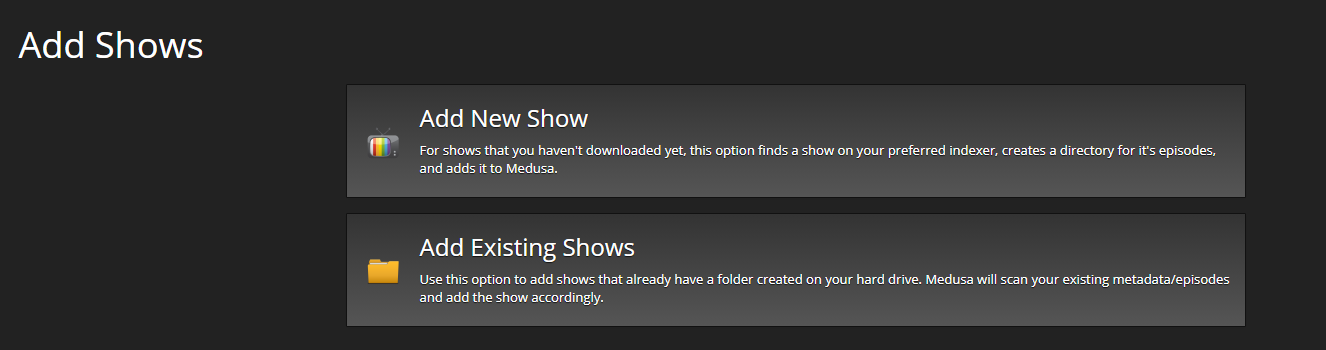 Add Shows
Add New Show
For shows that you haven't downloaded yet, this option finds a show on your preferred indexer, creates a directory for it's episodes,
and adds it to Medusa.
Add Existing Shows
Use this option to add shows that already have a folder created on your hard drive. Medusa will scan your existing metadata/episodes
and add the show accordingly.